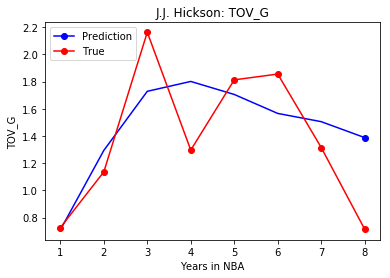 J.J. Hickson: TOV_G
Prediction
True
2.2
2.0
1.8
1.6
1.4
1.2
1.0
0.8
TOV_G
1 2 3 4 5 6 7 8
Years in NBA